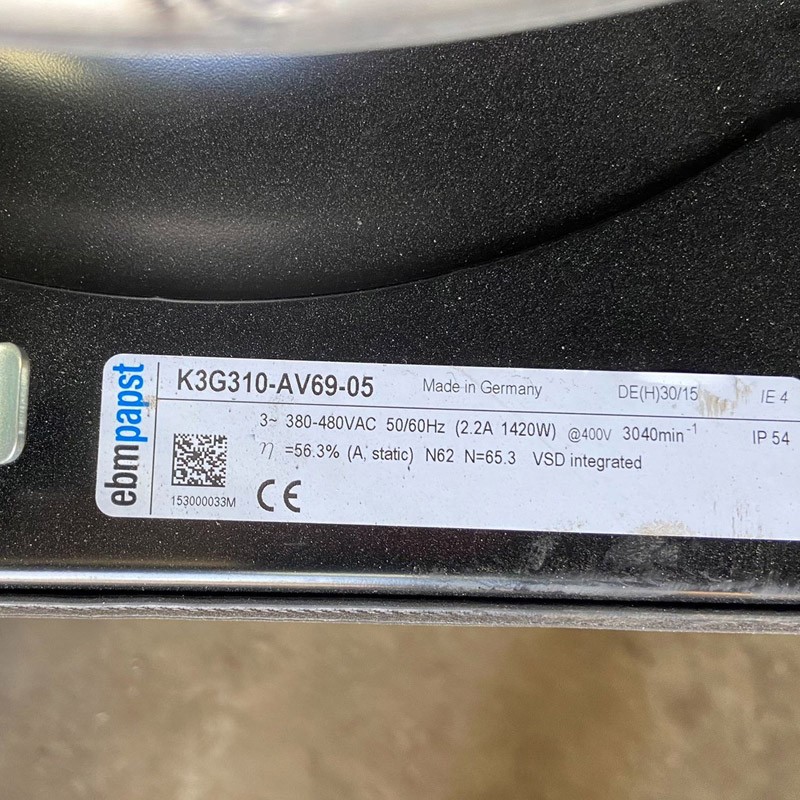 ebmpapst
K3G310-AV69-05 Made in Germany DE(H)30/15 IE 4
3~ 380-480VAC 50/60Hz (2.2A 1420W) @400V 3040min⁻¹ IP 54
η =56.3% (A, static) N62 N=65.3 VSD integrated
153000033M CE